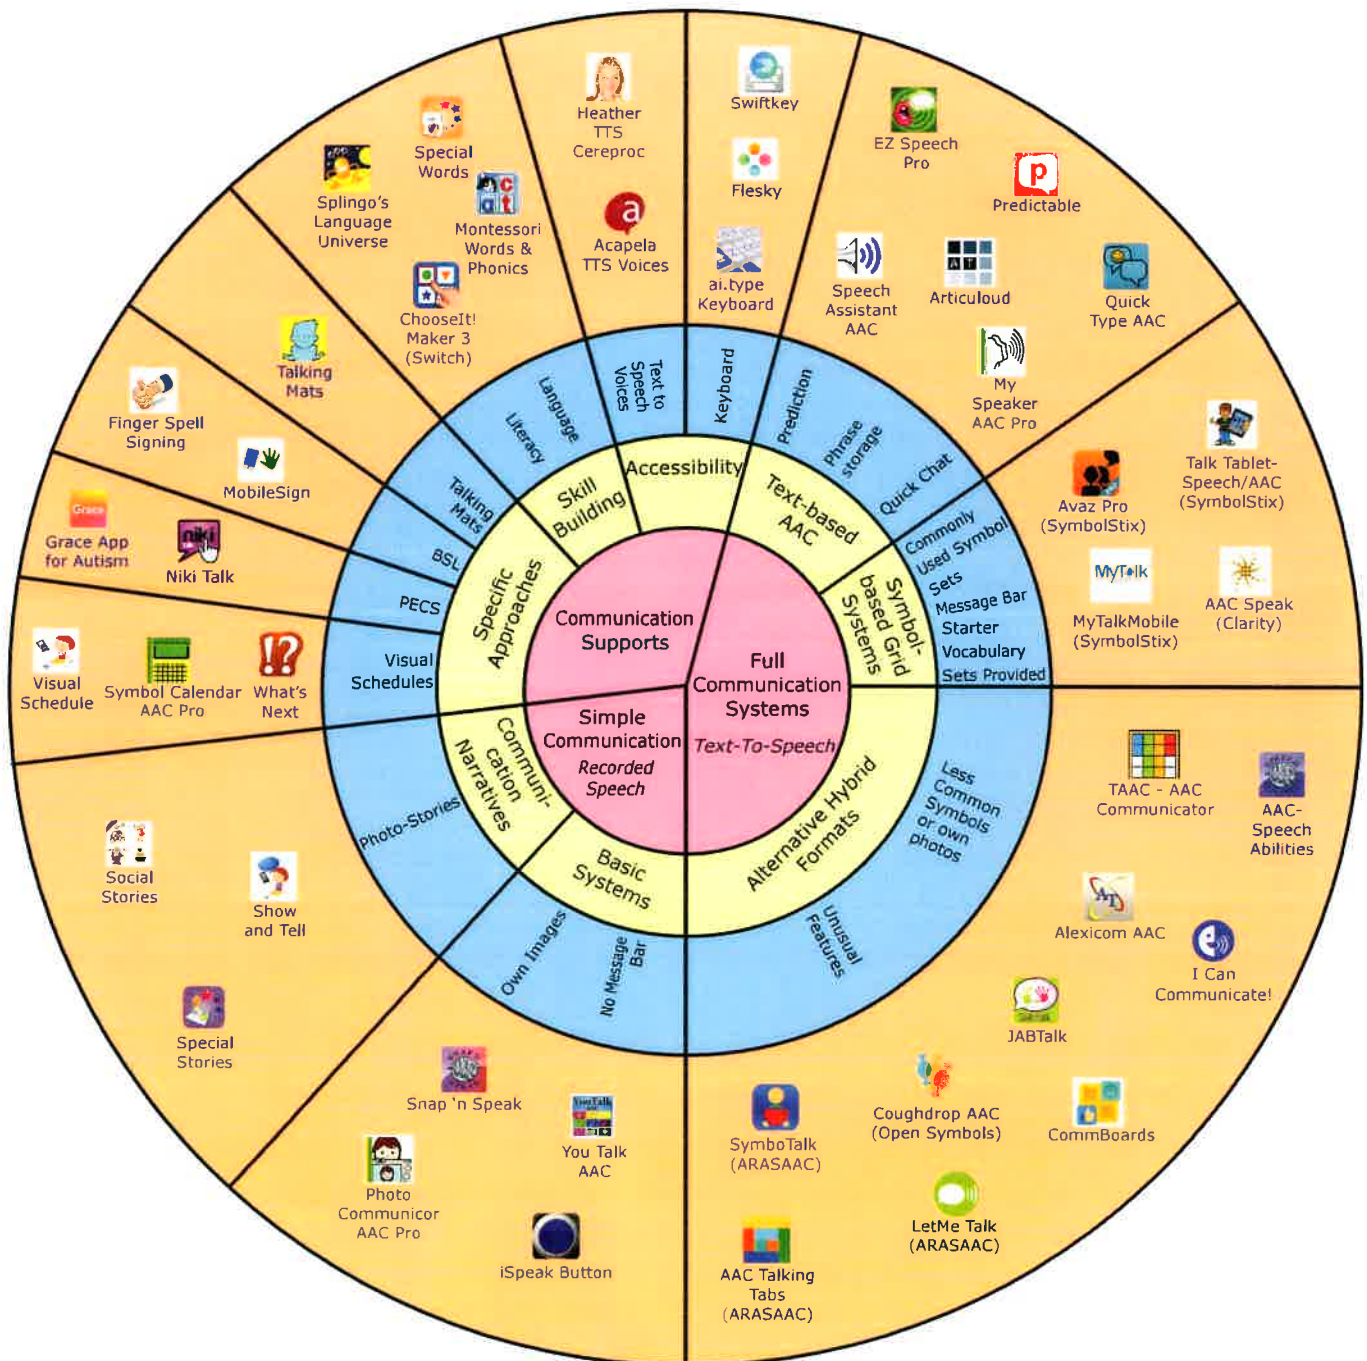 Communication
Supports
Full
Communication
Systems
Text-To-Speech
Simple
Communication
Recorded
Speech
Accessibility
Text-based
AAC
Symbol-
based Grid
Systems
Alternative Hybrid
Formats
Basic
Systems
Communi-
cation
Narratives
Specific
Approaches
Skill
Building
Keyboard
Prediction
Phrase
storage
Quick Chat
Commonly
Used Symbol
Sets
Message Bar
Starter
Vocabulary
Sets Provided
Less
Common
Symbols
or own
photos
Unusual
Features
No Message
Bar
Own Images
Photo-Stories
Visual
Schedules
PECS
BSL
Talking
Mats
Literacy
Language
Text to
Speech
Voices
Swiftkey
Flesky
ai.type
Keyboard
EZ Speech
Pro
p
Predictable
Speech
Assistant
AAC
A T
Articuloud
Quick
Type AAC
My
Speaker
AAC Pro
Talk Tablet-
Speech/AAC
(SymbolStix)
Avaz Pro
(SymbolStix)
MyTalk
MyTalkMobile
(SymbolStix)
AAC Speak
(Clarity)
TAAC - AAC
Communicator
AAC-
Speech
Abilities
AT
Alexicom AAC
I Can
Communicate!
JABTalk
CommBoards
Coughdrop AAC
(Open Symbols)
SymboTalk
(ARASAAC)
LetMe Talk
(ARASAAC)
AAC Talking
Tabs
(ARASAAC)
Snap 'n Speak
YouTalk
You Talk
AAC
Photo
Communicor
AAC Pro
iSpeak Button
Social
Stories
Show
and Tell
Special
Stories
Visual
Schedule
Symbol Calendar
AAC Pro
!?
What's
Next
Grace
Grace App
for Autism
niki
Niki Talk
Finger Spell
Signing
MobileSign
Talking
Mats
Splingo's
Language
Universe
Special
Words
c
a t
Montessori
Words &
Phonics
ChooseIt!
Maker 3
(Switch)
Heather
TTS
Cereproc
a
Acapela
TTS Voices